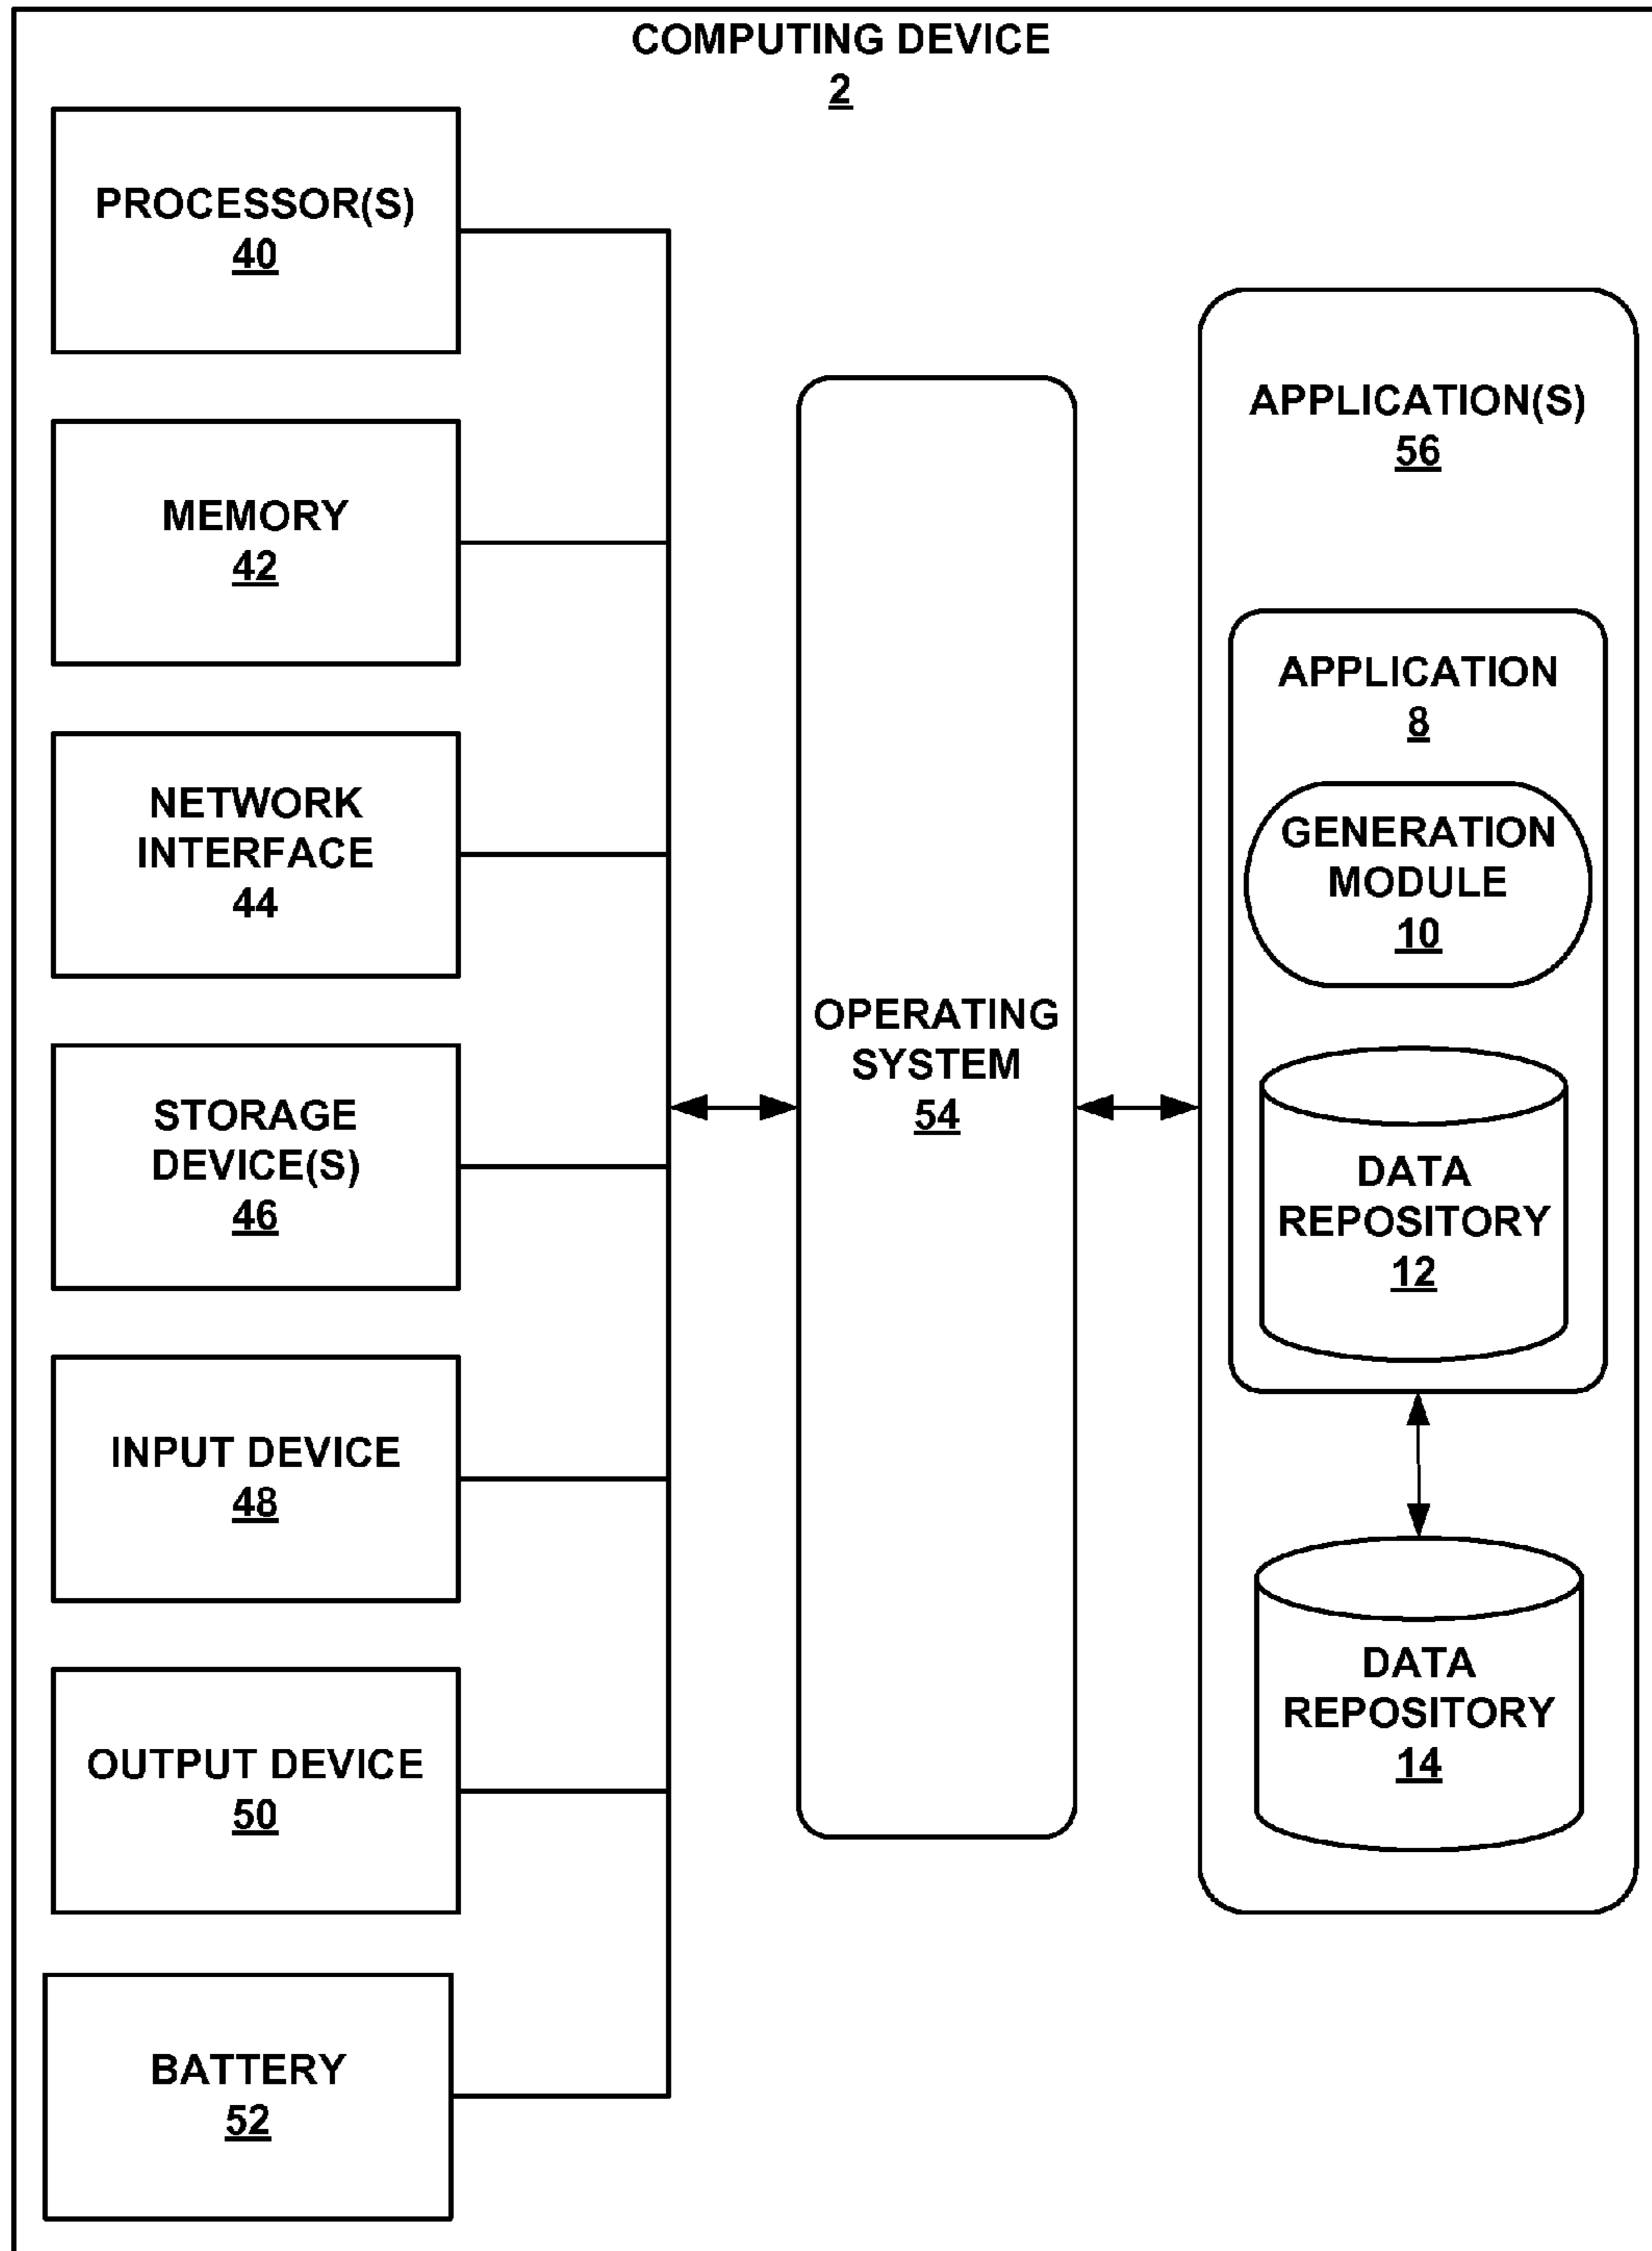 COMPUTING DEVICE
2
PROCESSOR(S)
40
MEMORY
42
NETWORK
INTERFACE
44
STORAGE
DEVICE(S)
46
INPUT DEVICE
48
OUTPUT DEVICE
50
BATTERY
52
OPERATING
SYSTEM
54
APPLICATION(S)
56
APPLICATION
8
GENERATION
MODULE
10
DATA
REPOSITORY
12
DATA
REPOSITORY
14